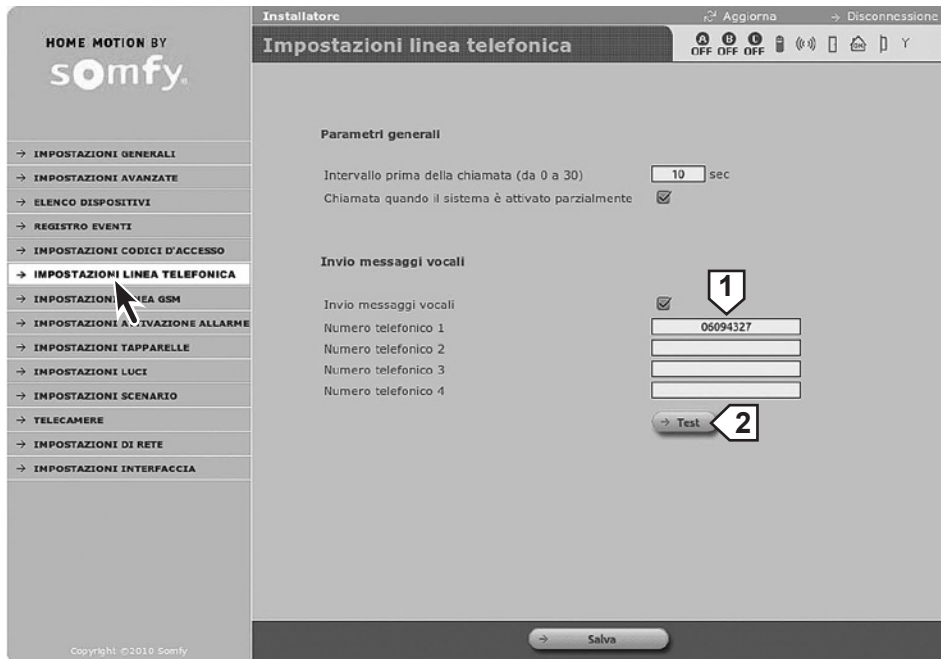 HOME MOTION BY
somfy.
→ IMPOSTAZIONI GENERALI
→ IMPOSTAZIONI AVANZATE
→ ELENCO DISPOSITIVI
→ REGISTRO EVENTI
→ IMPOSTAZIONI CODICI D'ACCESSO
→ IMPOSTAZIONI LINEA TELEFONICA
→ IMPOSTAZIONI GSM
→ IMPOSTAZIONI ALLARME
→ IMPOSTAZIONI TAPPARELLE
→ IMPOSTAZIONI LUCI
→ IMPOSTAZIONI SCENARIO
→ TELECAMERE
→ IMPOSTAZIONI DI RETE
→ IMPOSTAZIONI INTERFACCIA
Copyright ©2010 Somfy
Installatore
Aggiorna
→ Disconnessione
Impostazioni linea telefonica
A B C
OFF OFF OFF
ON
Parametri generali
Intervallo prima della chiamata (da 0 a 30) 10 sec
Chiamata quando il sistema è attivato parzialmente
Invio messaggi vocali
1
Invio messaggi vocali
Numero telefonico 1 06094327
Numero telefonico 2
Numero telefonico 3
Numero telefonico 4
→ Test 2
→ Salva